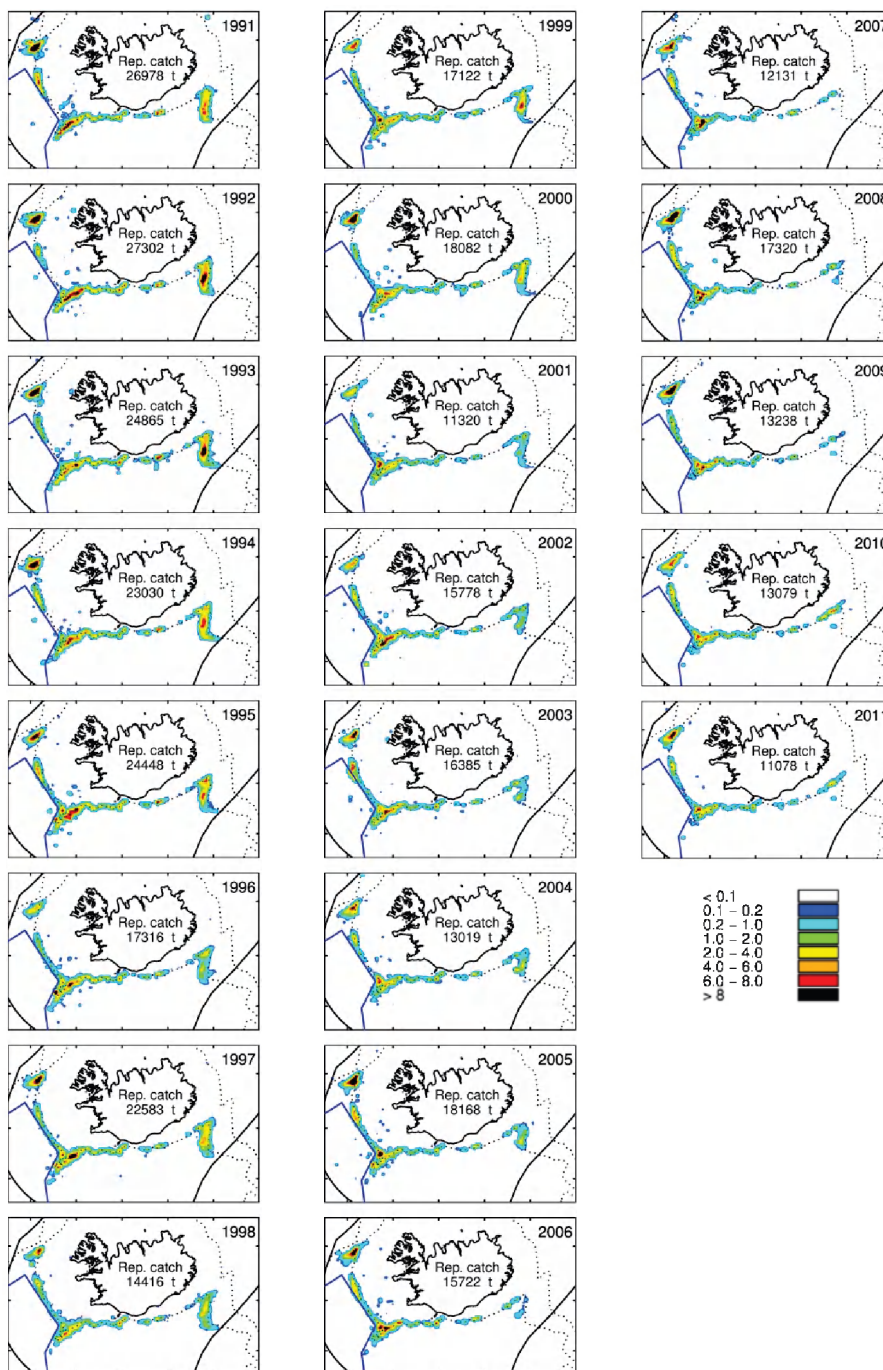 1991
Rep. catch
26978 t
1992
Rep. catch
27302 t
1993
Rep. catch
24865 t
1994
Rep. catch
23030 t
1995
Rep. catch
24448 t
1996
Rep. catch
17316 t
1997
Rep. catch
22583 t
1998
Rep. catch
14416 t
1999
Rep. catch
17122 t
2000
Rep. catch
18082 t
2001
Rep. catch
11320 t
2002
Rep. catch
15778 t
2003
Rep. catch
16385 t
2004
Rep. catch
13019 t
2005
Rep. catch
18168 t
2006
Rep. catch
15722 t
2007
Rep. catch
12131 t
2008
Rep. catch
17320 t
2009
Rep. catch
13238 t
2010
Rep. catch
13079 t
2011
Rep. catch
11078 t
< 0.1
0.1 – 0.2
0.2 – 1.0
1.0 – 2.0
2.0 – 4.0
4.0 – 6.0
6.0 – 8.0
> 8